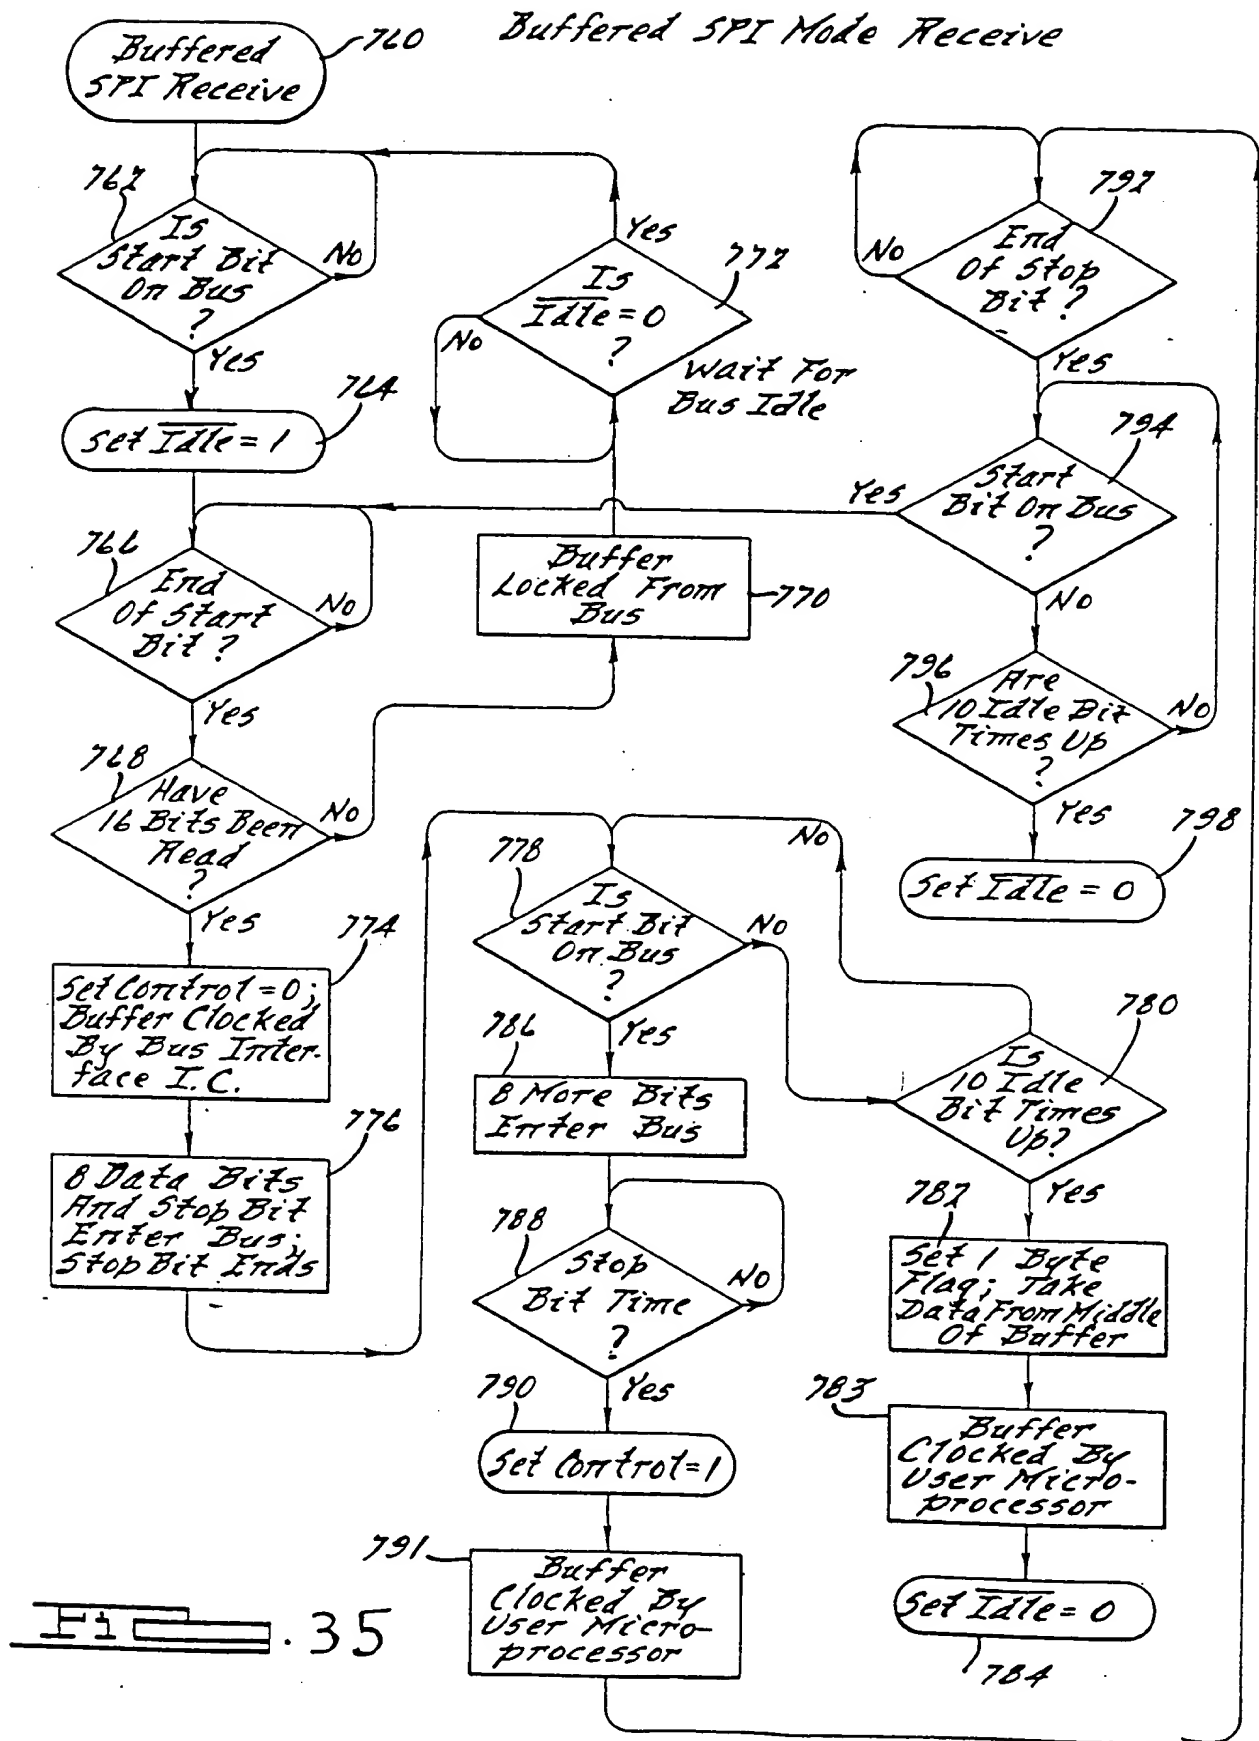 Buffered SPI Mode Receive
Buffered
SPI Receive
760
762
Is
Start Bit
On Bus
?
No
Yes
764
Set Idle = 1
766
End
Of Start
Bit ?
No
Yes
768
Have
16 Bits Been
Read
?
No
Yes
774
Set Control = 0;
Buffer Clocked
By Bus Inter-
face I.C.
776
8 Data Bits
And Stop Bit
Enter Bus;
Stop Bit Ends
Yes
772
Is
Idle = 0
?
No
Wait For
Bus Idle
Buffer
Locked From
Bus
770
778
Is
Start Bit
On Bus
?
No
Yes
786
8 More Bits
Enter Bus
788
Stop
Bit Time
?
No
Yes
790
Set Control = 1
791
Buffer
Clocked By
User Micro-
processor
792
End
Of Stop
Bit ?
No
Yes
794
Start
Bit On Bus
?
Yes
No
796
Are
10 Idle Bit
Times Up
?
No
Yes
798
Set Idle = 0
No
780
Is
10 Idle
Bit Times
Up?
Yes
782
Set 1 Byte
Flag; Take
Data From Middle
Of Buffer
783
Buffer
Clocked By
User Micro-
processor
Set Idle = 0
784
. 35